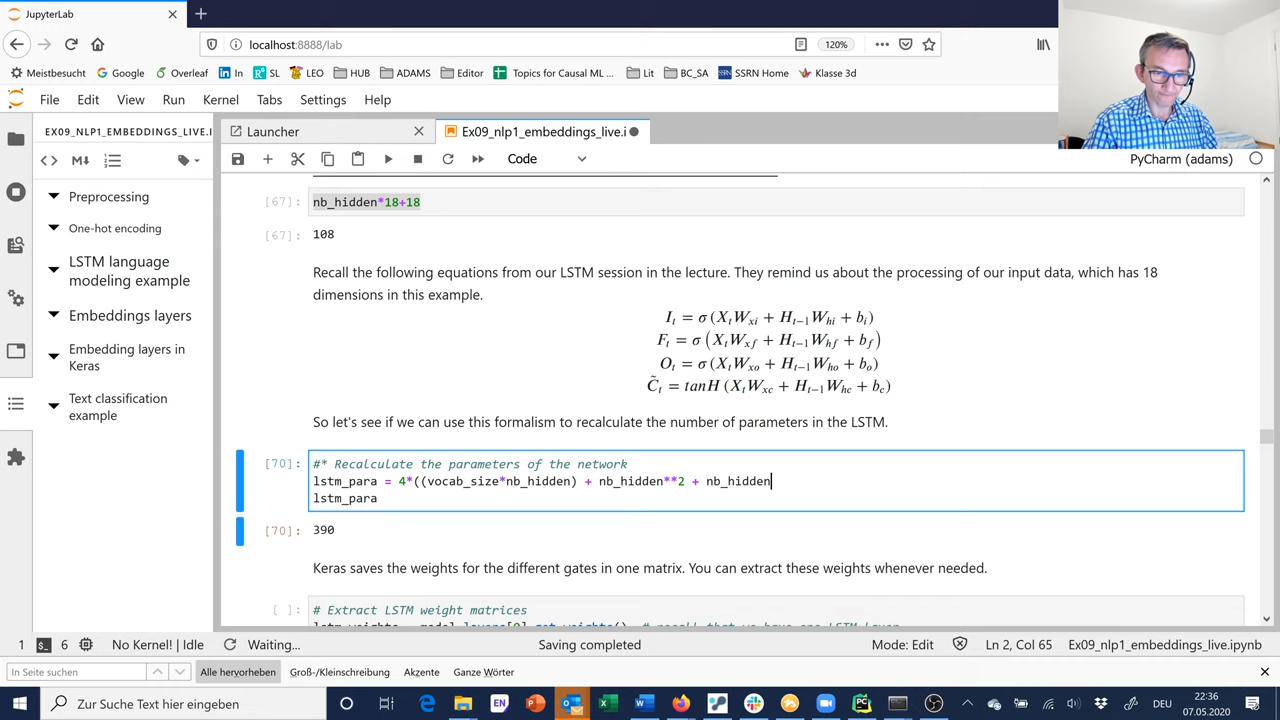 JupyterLab
localhost:8888/lab
120%
Meistbesucht
Google
Overleaf
In
SL
LEO
HUB
ADAMS
Editor
Topics for Causal ML ...
Lit
BC_SA
SSRN Home
Klasse 3d
File Edit View Run Kernel Tabs Settings Help
EX09_NLP1_EMBEDDINGS_LIVE.I
Launcher
Ex09_nlp1_embeddings_live.i
Code
PyCharm (adams)
Preprocessing
One-hot encoding
LSTM language
modeling example
Embeddings layers
Embedding layers in
Keras
Text classification
example
[67]: nb_hidden*18+18
[67]: 108
Recall the following equations from our LSTM session in the lecture. They remind us about the processing of our input data, which has 18
dimensions in this example.
I_t = σ (X_t W_xi + H_t−1 W_hi + b_i)
F_t = σ (X_t W_xf + H_t−1 W_hf + b_f)
O_t = σ (X_t W_xo + H_t−1 W_ho + b_o)
C̃_t = tanH (X_t W_xc + H_t−1 W_hc + b_c)
So let's see if we can use this formalism to recalculate the number of parameters in the LSTM.
[70]: #* Recalculate the parameters of the network
lstm_para = 4*((vocab_size*nb_hidden) + nb_hidden**2 + nb_hidden
lstm_para
[70]: 390
Keras saves the weights for the different gates in one matrix. You can extract these weights whenever needed.
[ ]: # Extract LSTM weight matrices
1 6 No Kernel! | Idle Waiting... Saving completed Mode: Edit Ln 2, Col 65 Ex09_nlp1_embeddings_live.ipynb
In Seite suchen Alle hervorheben Groß-/Kleinschreibung Akzente Ganze Wörter
Zur Suche Text hier eingeben
EN
DEU
22:36
07.05.2020